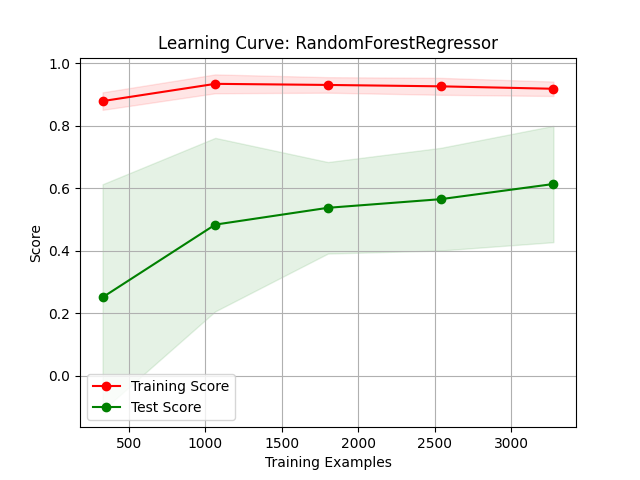 Learning Curve: RandomForestRegressor
1.0
0.8
0.6
0.4
0.2
0.0
Score
Training Score
Test Score
500
1000
1500
2000
2500
3000
Training Examples